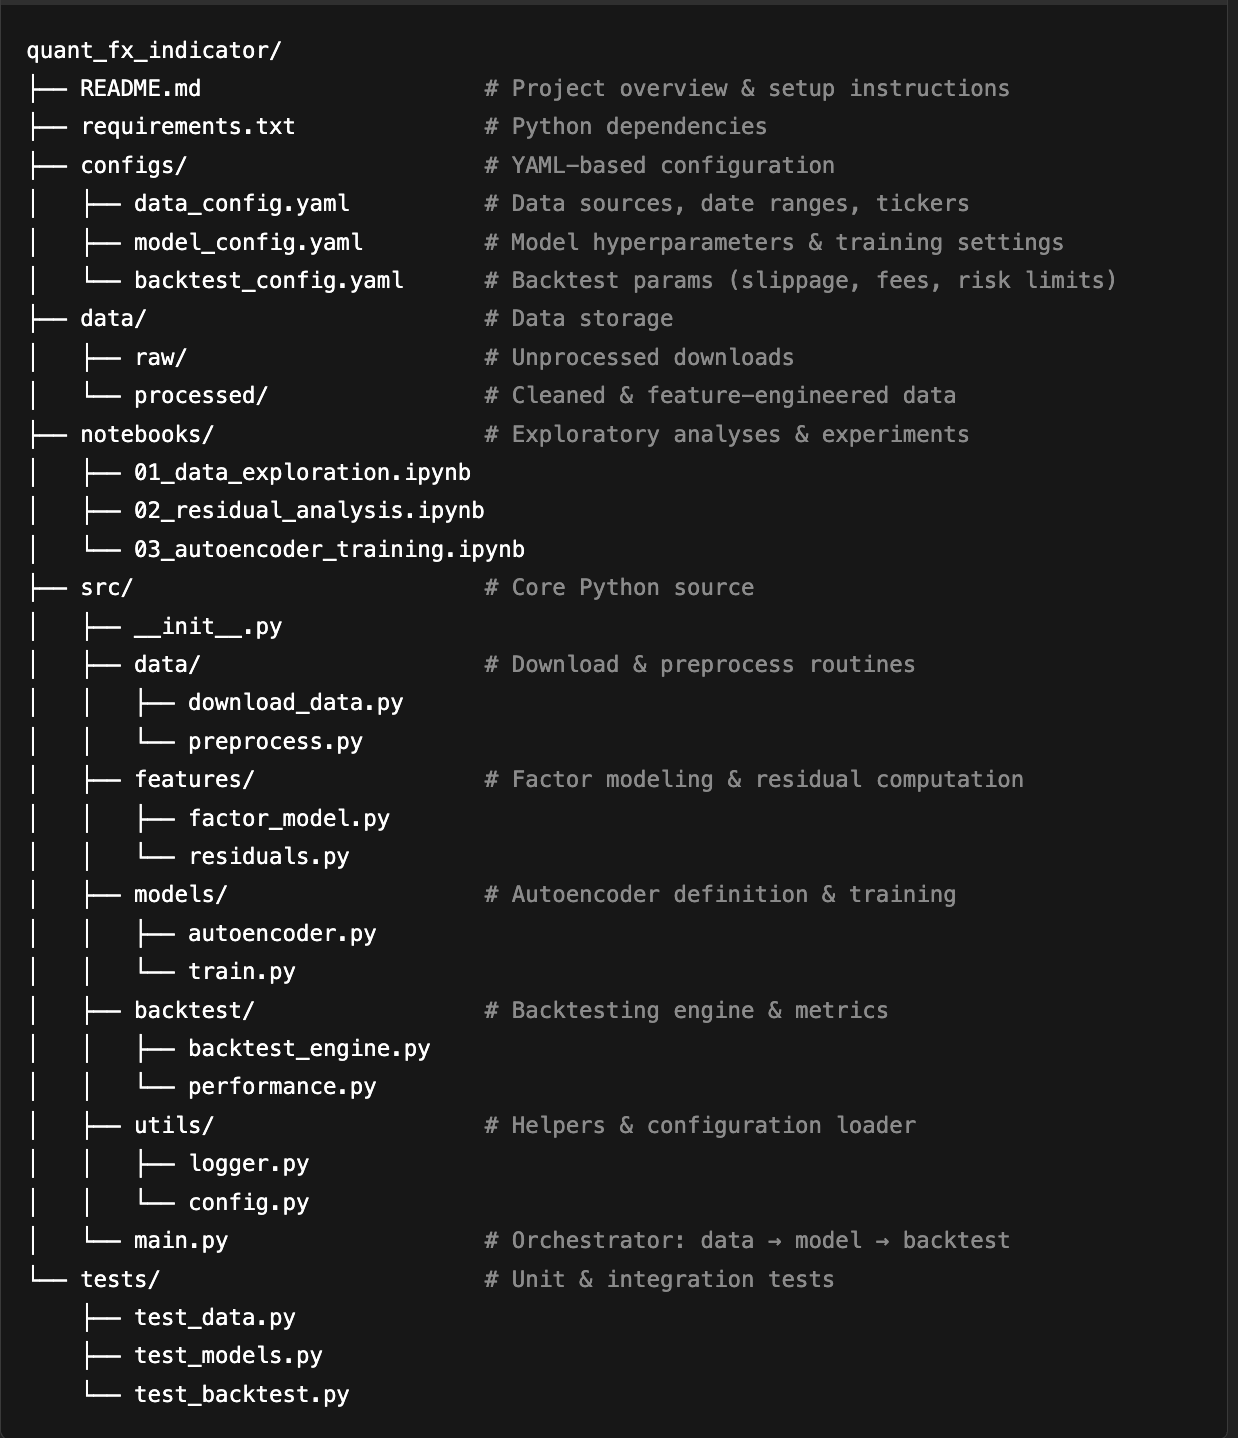 quant_fx_indicator/
├── README.md                     # Project overview & setup instructions
├── requirements.txt              # Python dependencies
├── configs/                      # YAML-based configuration
│   ├── data_config.yaml          # Data sources, date ranges, tickers
│   ├── model_config.yaml         # Model hyperparameters & training settings
│   └── backtest_config.yaml      # Backtest params (slippage, fees, risk limits)
├── data/                         # Data storage
│   ├── raw/                      # Unprocessed downloads
│   └── processed/                # Cleaned & feature-engineered data
├── notebooks/                    # Exploratory analyses & experiments
│   ├── 01_data_exploration.ipynb
│   ├── 02_residual_analysis.ipynb
│   └── 03_autoencoder_training.ipynb
├── src/                          # Core Python source
│   ├── __init__.py
│   ├── data/                     # Download & preprocess routines
│   │   ├── download_data.py
│   │   └── preprocess.py
│   ├── features/                 # Factor modeling & residual computation
│   │   ├── factor_model.py
│   │   └── residuals.py
│   ├── models/                   # Autoencoder definition & training
│   │   ├── autoencoder.py
│   │   └── train.py
│   ├── backtest/                 # Backtesting engine & metrics
│   │   ├── backtest_engine.py
│   │   └── performance.py
│   ├── utils/                    # Helpers & configuration loader
│   │   ├── logger.py
│   │   └── config.py
│   └── main.py                   # Orchestrator: data → model → backtest
└── tests/                        # Unit & integration tests
    ├── test_data.py
    ├── test_models.py
    └── test_backtest.py